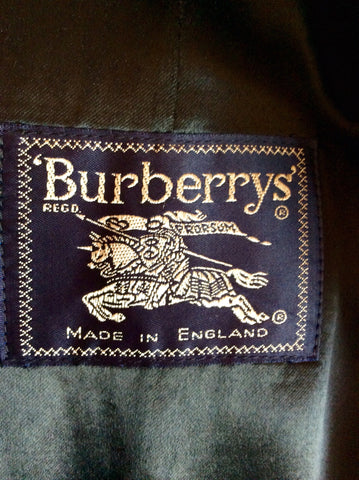 'Burberrys'
REGD.
®
PRORSUM
®
MADE IN ENGLAND